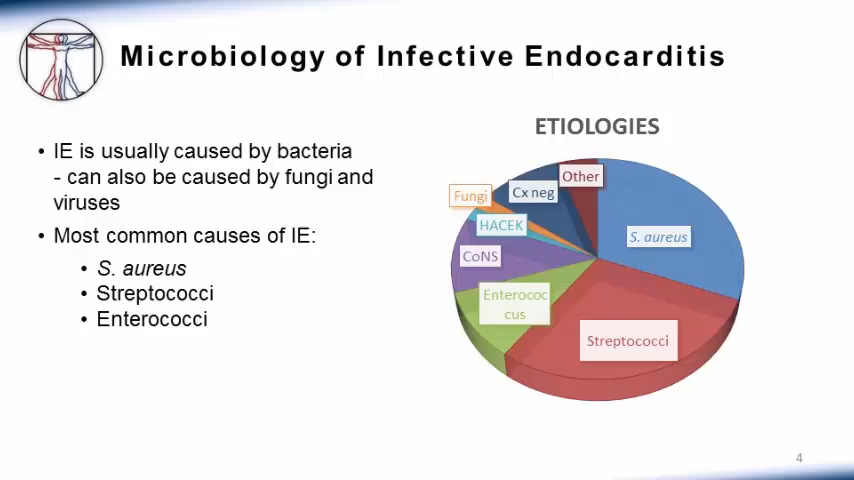 Microbiology of Infective Endocarditis
• IE is usually caused by bacteria
- can also be caused by fungi and
viruses
• Most common causes of IE:
• S. aureus
• Streptococci
• Enterococci
ETIOLOGIES
Other
Cx neg
Fungi
HACEK
CoNS
Enterococ
cus
S. aureus
Streptococci
4